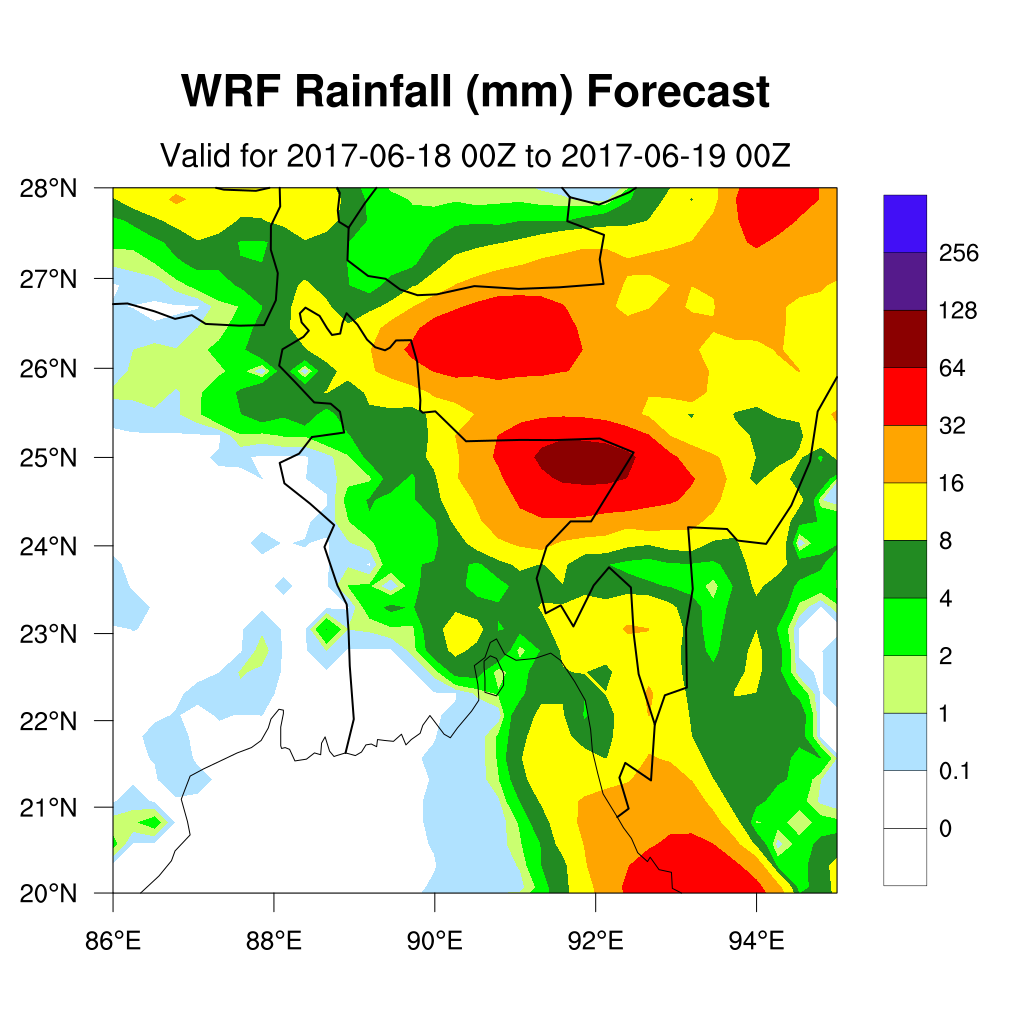 WRF Rainfall (mm) Forecast
Valid for 2017-06-18 00Z to 2017-06-19 00Z
28°N
27°N
26°N
25°N
24°N
23°N
22°N
21°N
20°N
86°E 88°E 90°E 92°E 94°E
256
128
64
32
16
8
4
2
1
0.1
0